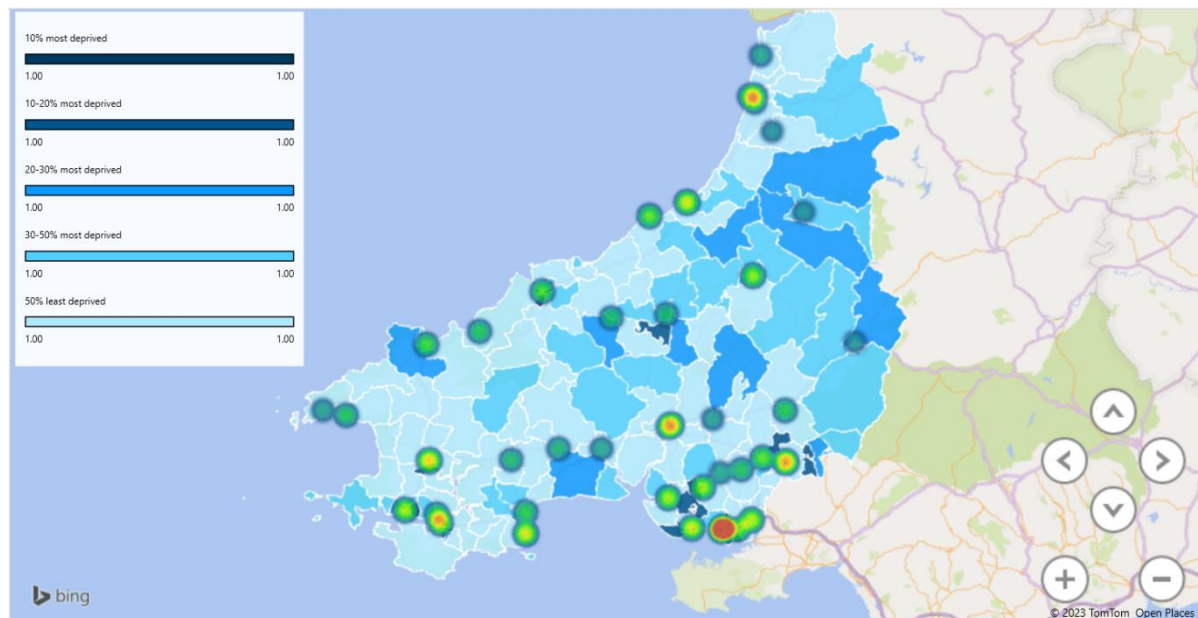 10% most deprived
1.00 1.00
10-20% most deprived
1.00 1.00
20-30% most deprived
1.00 1.00
30-50% most deprived
1.00 1.00
50% least deprived
1.00 1.00
bing
© 2023 TomTom Open Places